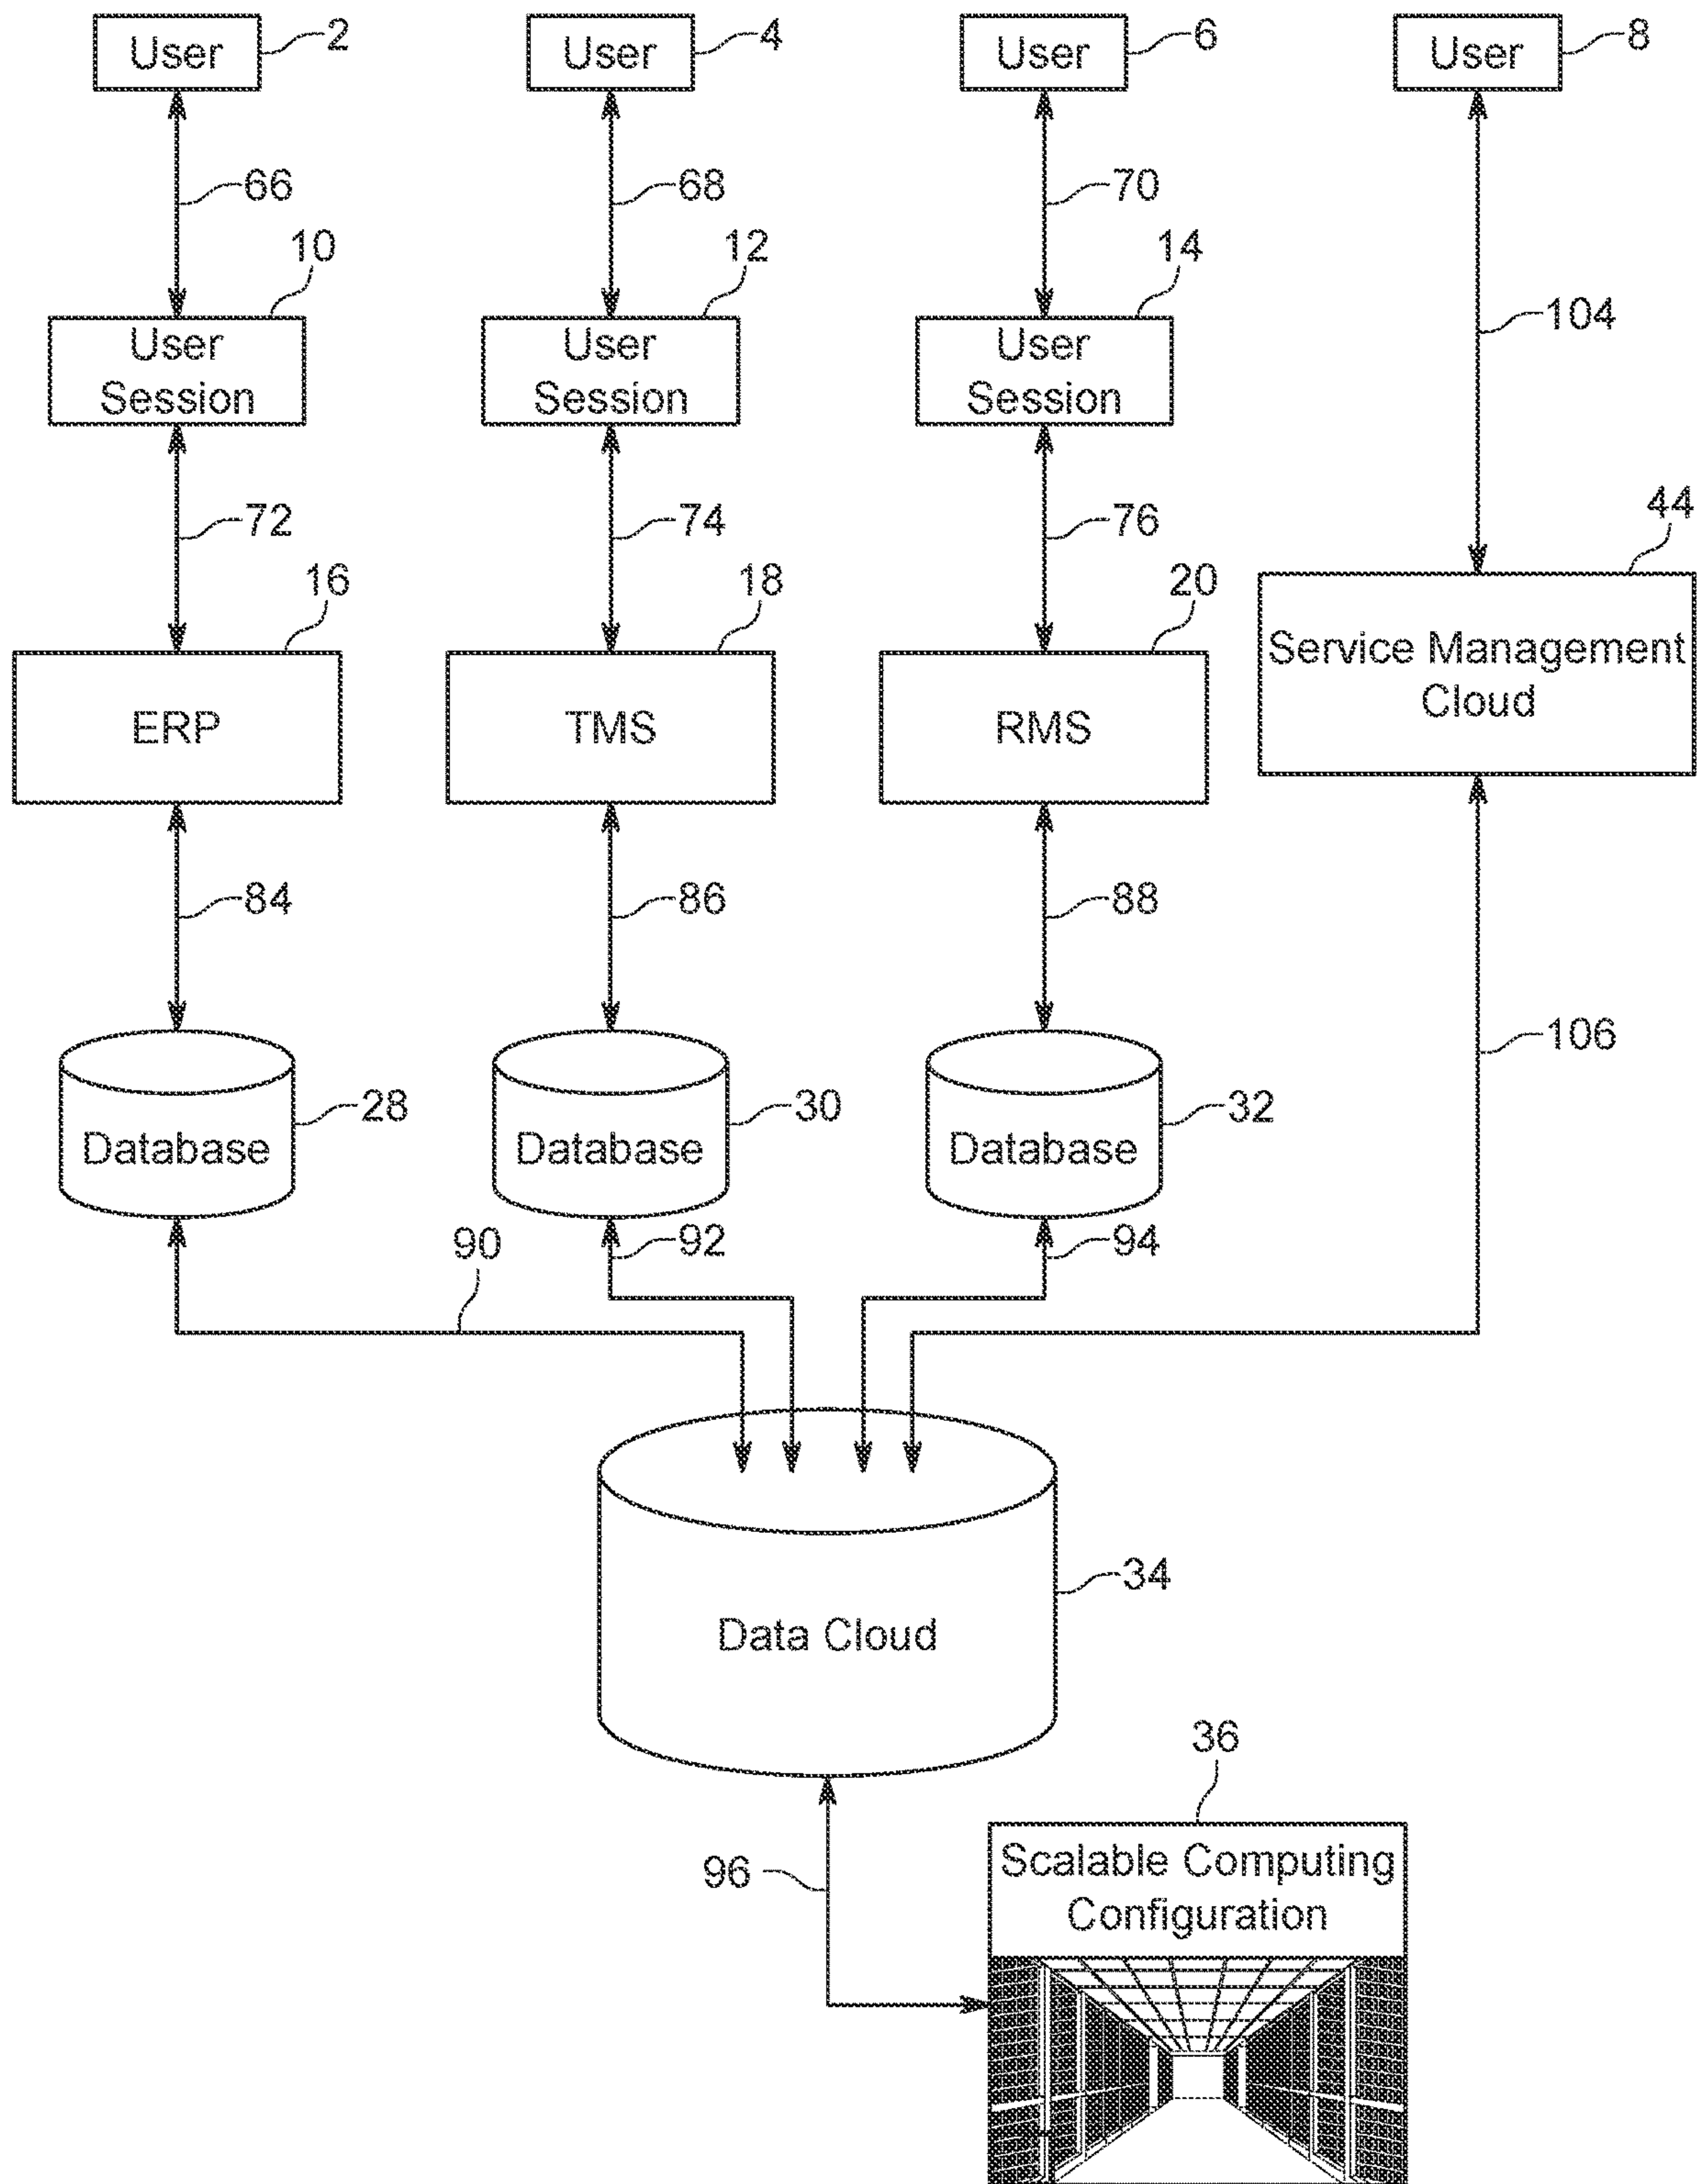 User
2
User
4
User
6
User
8
66
68
70
10
12
14
104
User
Session
User
Session
User
Session
72
74
76
44
16
18
20
Service Management
Cloud
ERP
TMS
RMS
84
86
88
106
28
30
32
Database
Database
Database
90
92
94
34
Data Cloud
36
96
Scalable Computing
Configuration